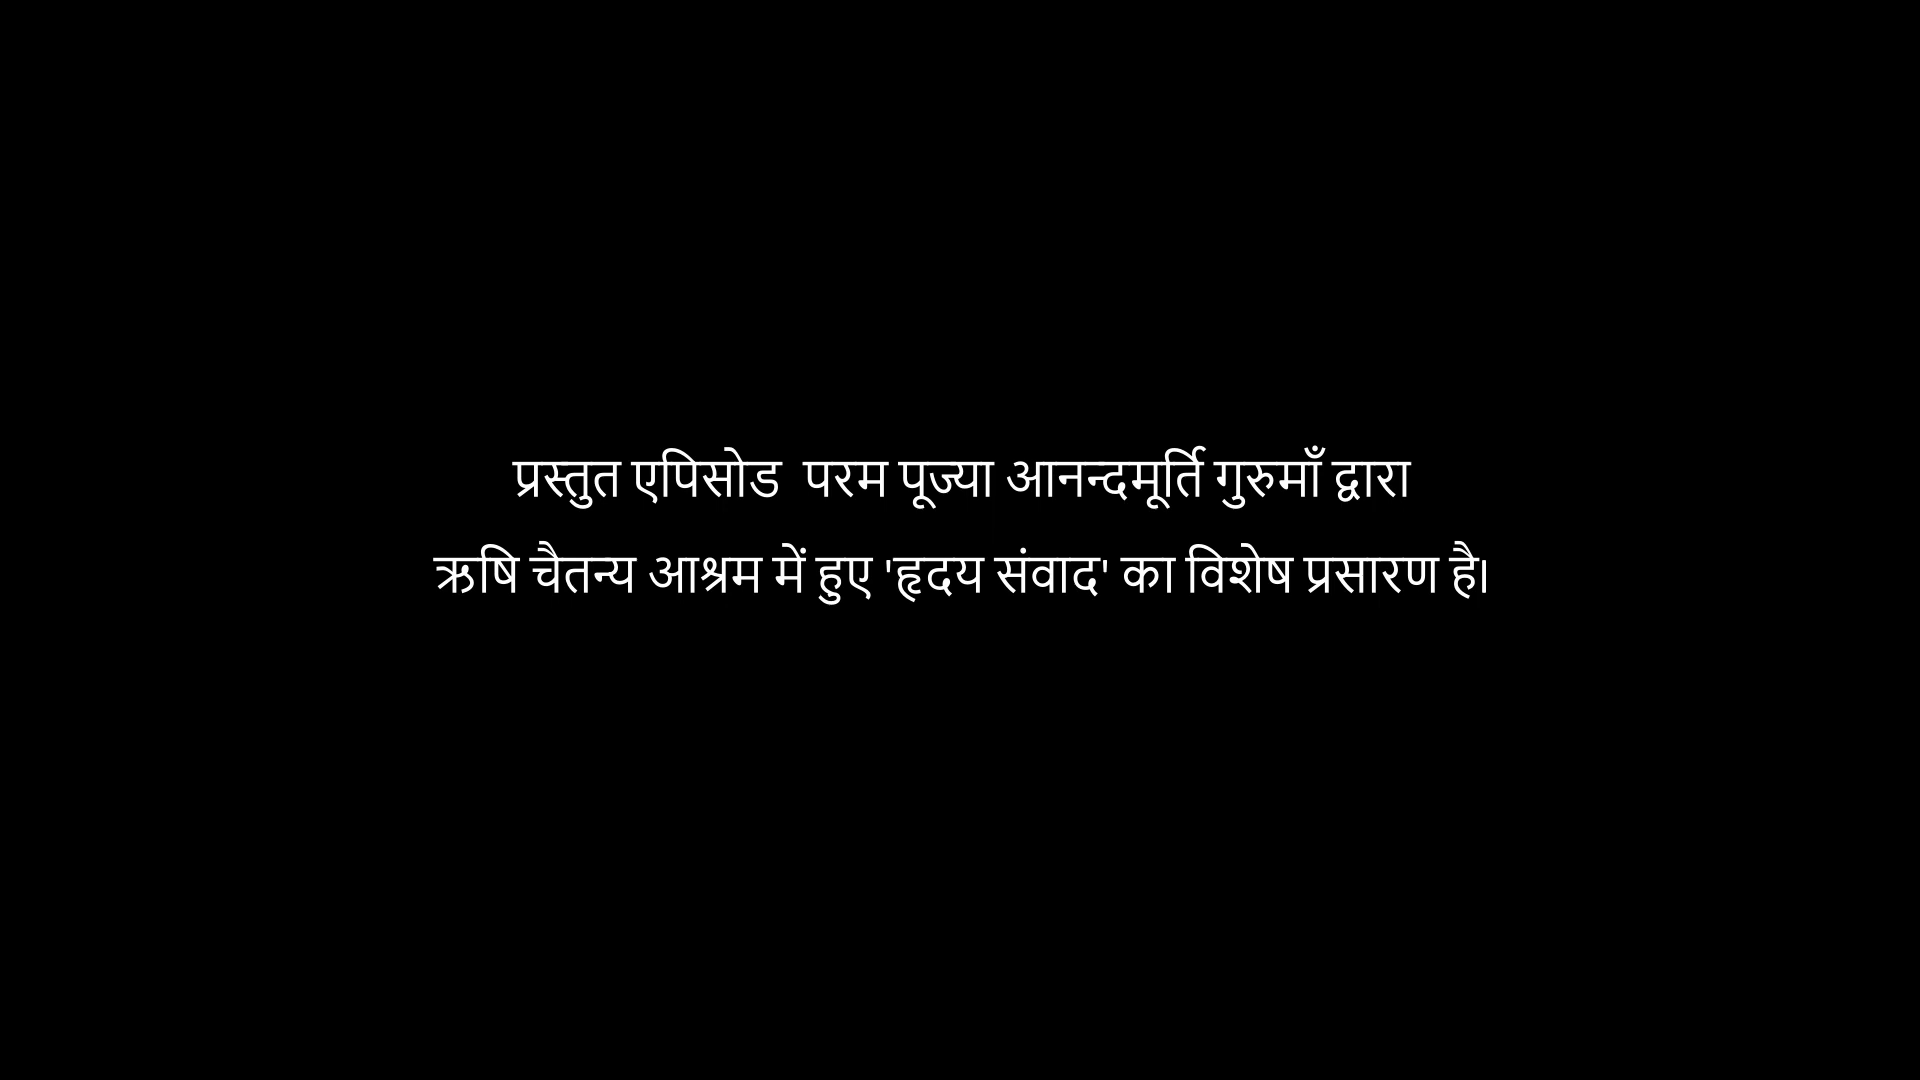 प्रस्तुत एपिसोड  परम पूज्या आनन्दमूर्ति गुरुमाँ द्वारा
ऋषि चैतन्य आश्रम में हुए 'हृदय संवाद' का विशेष प्रसारण है।